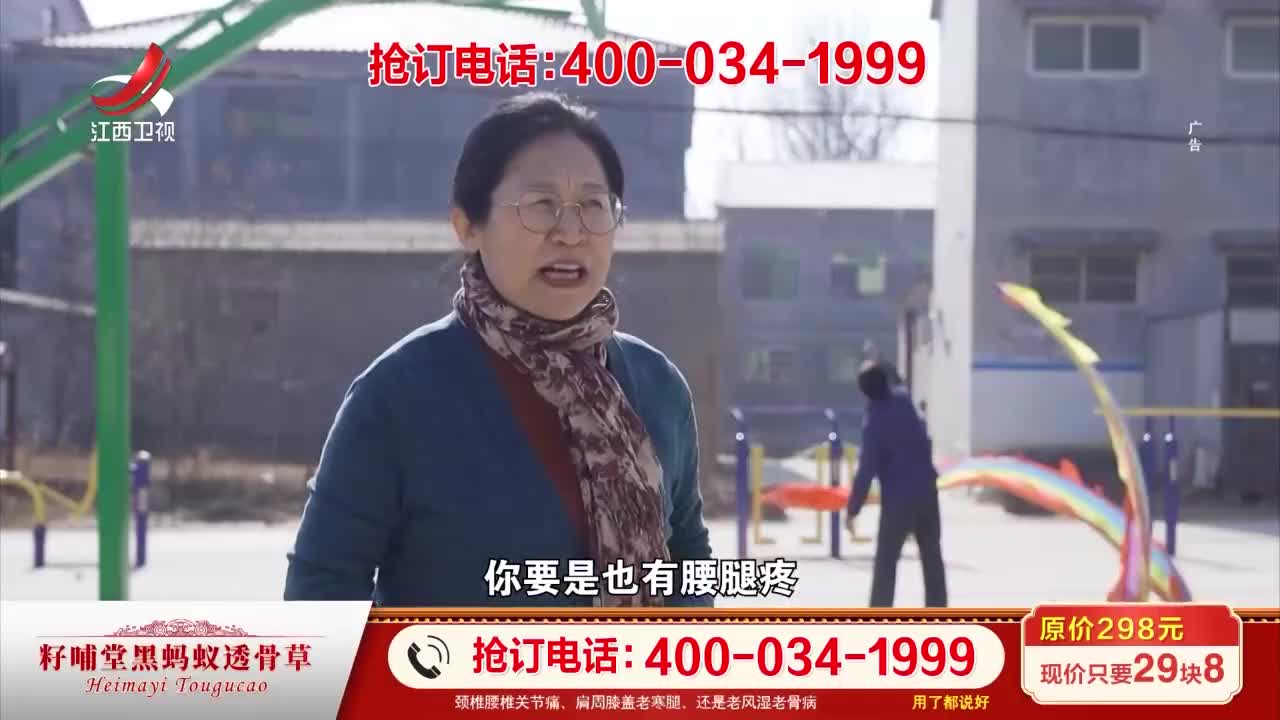 抢订电话:400-034-1999
江西卫视
广告
你要是也有腰腿疼
籽哺堂黑蚂蚁透骨草
Heimayi Tougucao
抢订电话:400-034-1999
颈椎腰椎关节痛、肩周膝盖老寒腿、还是老风湿老骨病
用了都说好
原价298元
现价只要29块8